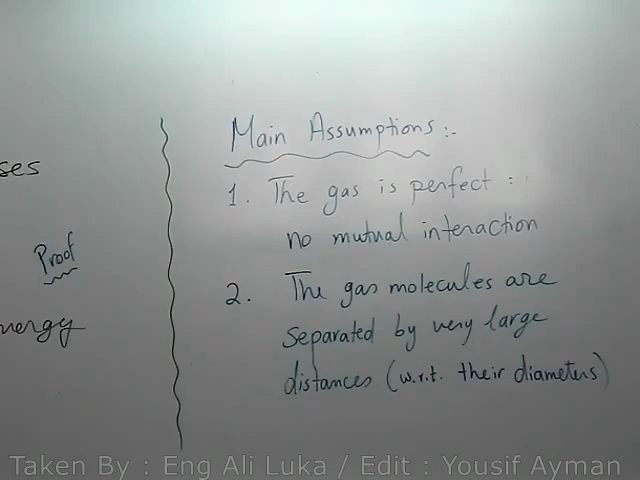 ses
Proof
nergy
Main Assumptions :-
1. The gas is perfect :
no mutual interaction
2. The gas molecules are
separated by very large
distances (w.r.t. their diameters)
Taken By : Eng Ali Luka / Edit : Yousif Ayman